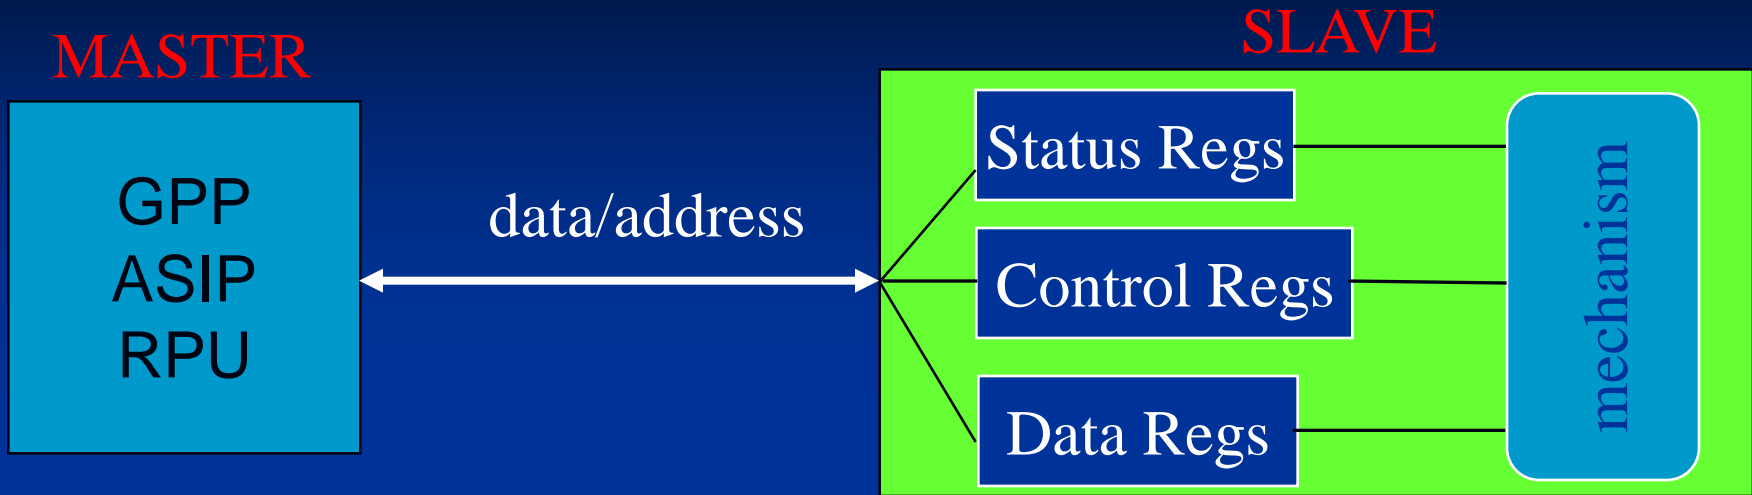 MASTER
GPP
ASIP
RPU
data/address
SLAVE
Status Regs
Control Regs
Data Regs
mechanism